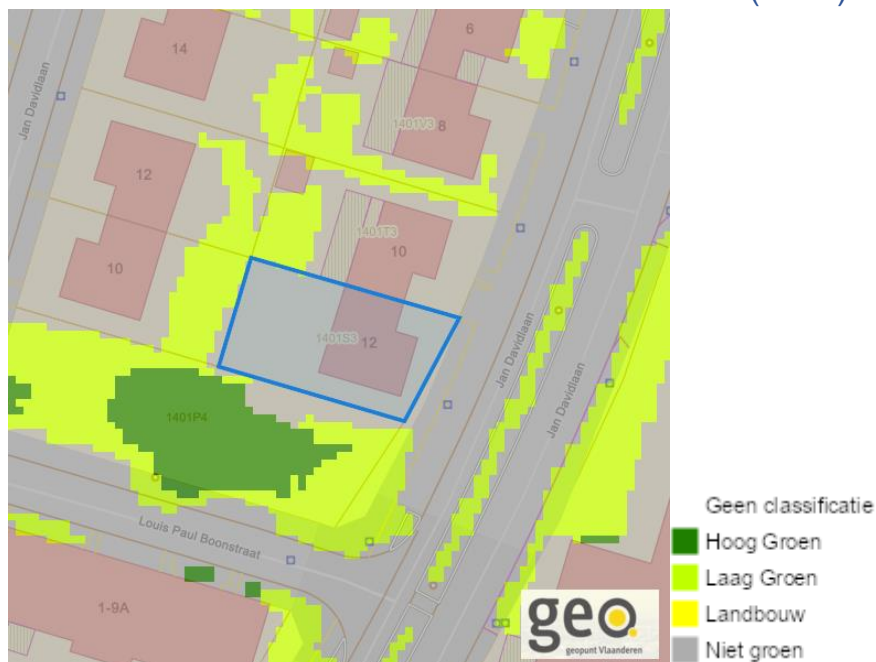 14
6
Jan Davidlaan
1401V3
8
12
1401T3
10
10
1401S3
12
Jan Davidlaan
Jan Davidlaan
1401P4
Louis Paul Boonstraat
1-9A
geo.
geopunt Vlaanderen
Geen classificatie
Hoog Groen
Laag Groen
Landbouw
Niet groen